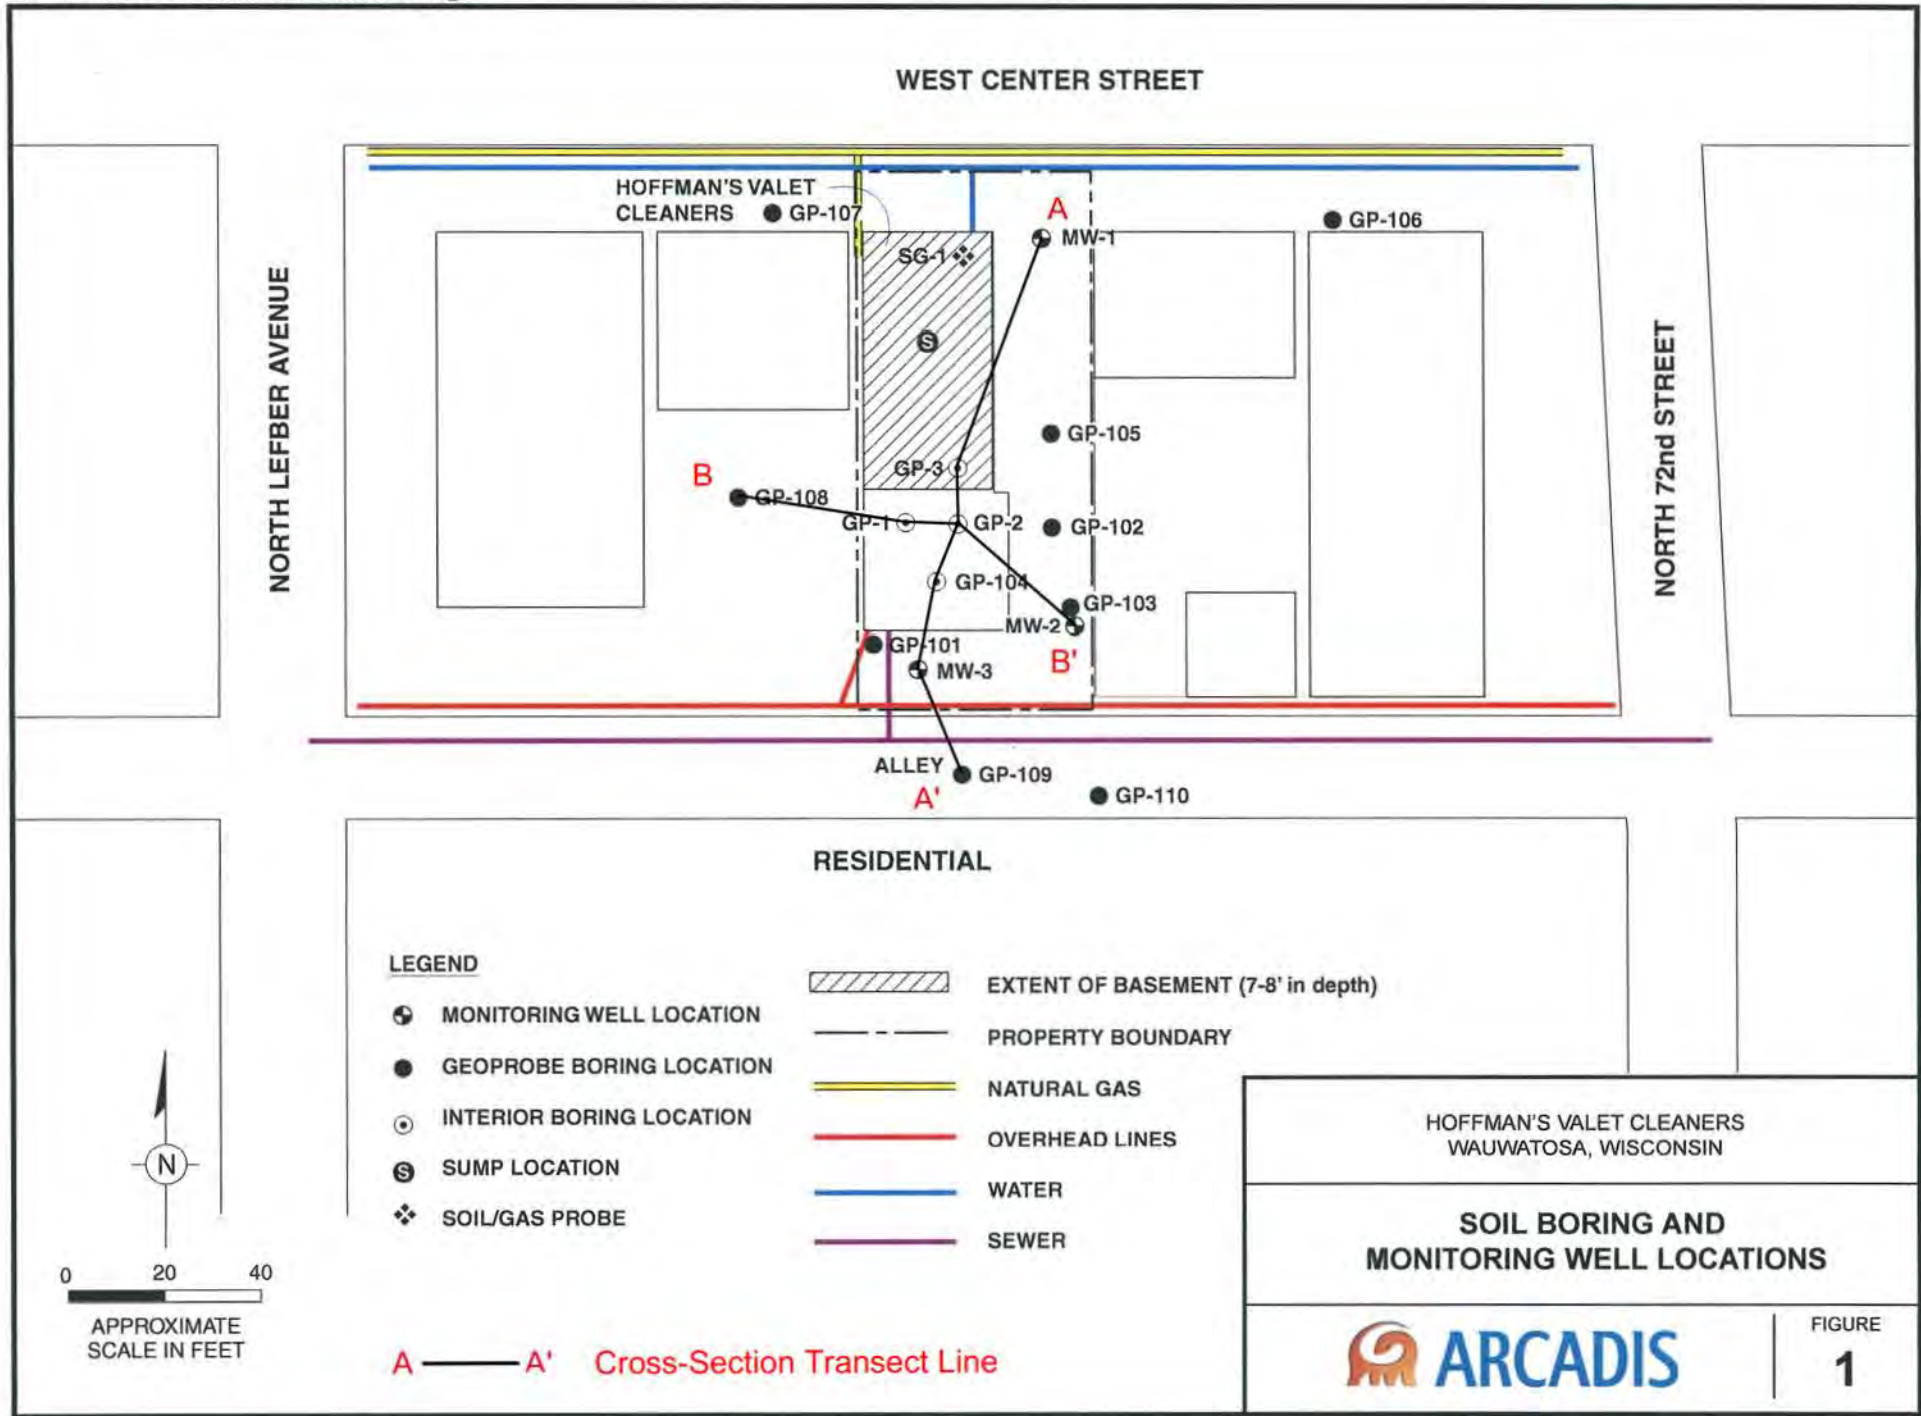 WEST CENTER STREET
HOFFMAN'S VALET
CLEANERS
GP-107
A
MW-1
GP-106
SG-1
S
NORTH LEFBER AVENUE
NORTH 72nd STREET
GP-105
GP-3
B
GP-108
GP-1
GP-2
GP-102
GP-104
GP-103
MW-2
B'
GP-101
MW-3
ALLEY
GP-109
A'
GP-110
RESIDENTIAL
LEGEND
MONITORING WELL LOCATION
GEOPROBE BORING LOCATION
INTERIOR BORING LOCATION
S SUMP LOCATION
SOIL/GAS PROBE
EXTENT OF BASEMENT (7-8' in depth)
PROPERTY BOUNDARY
NATURAL GAS
OVERHEAD LINES
WATER
SEWER
N
0 20 40
APPROXIMATE
SCALE IN FEET
A A' Cross-Section Transect Line
HOFFMAN'S VALET CLEANERS
WAUWATOSA, WISCONSIN
SOIL BORING AND
MONITORING WELL LOCATIONS
ARCADIS
FIGURE
1